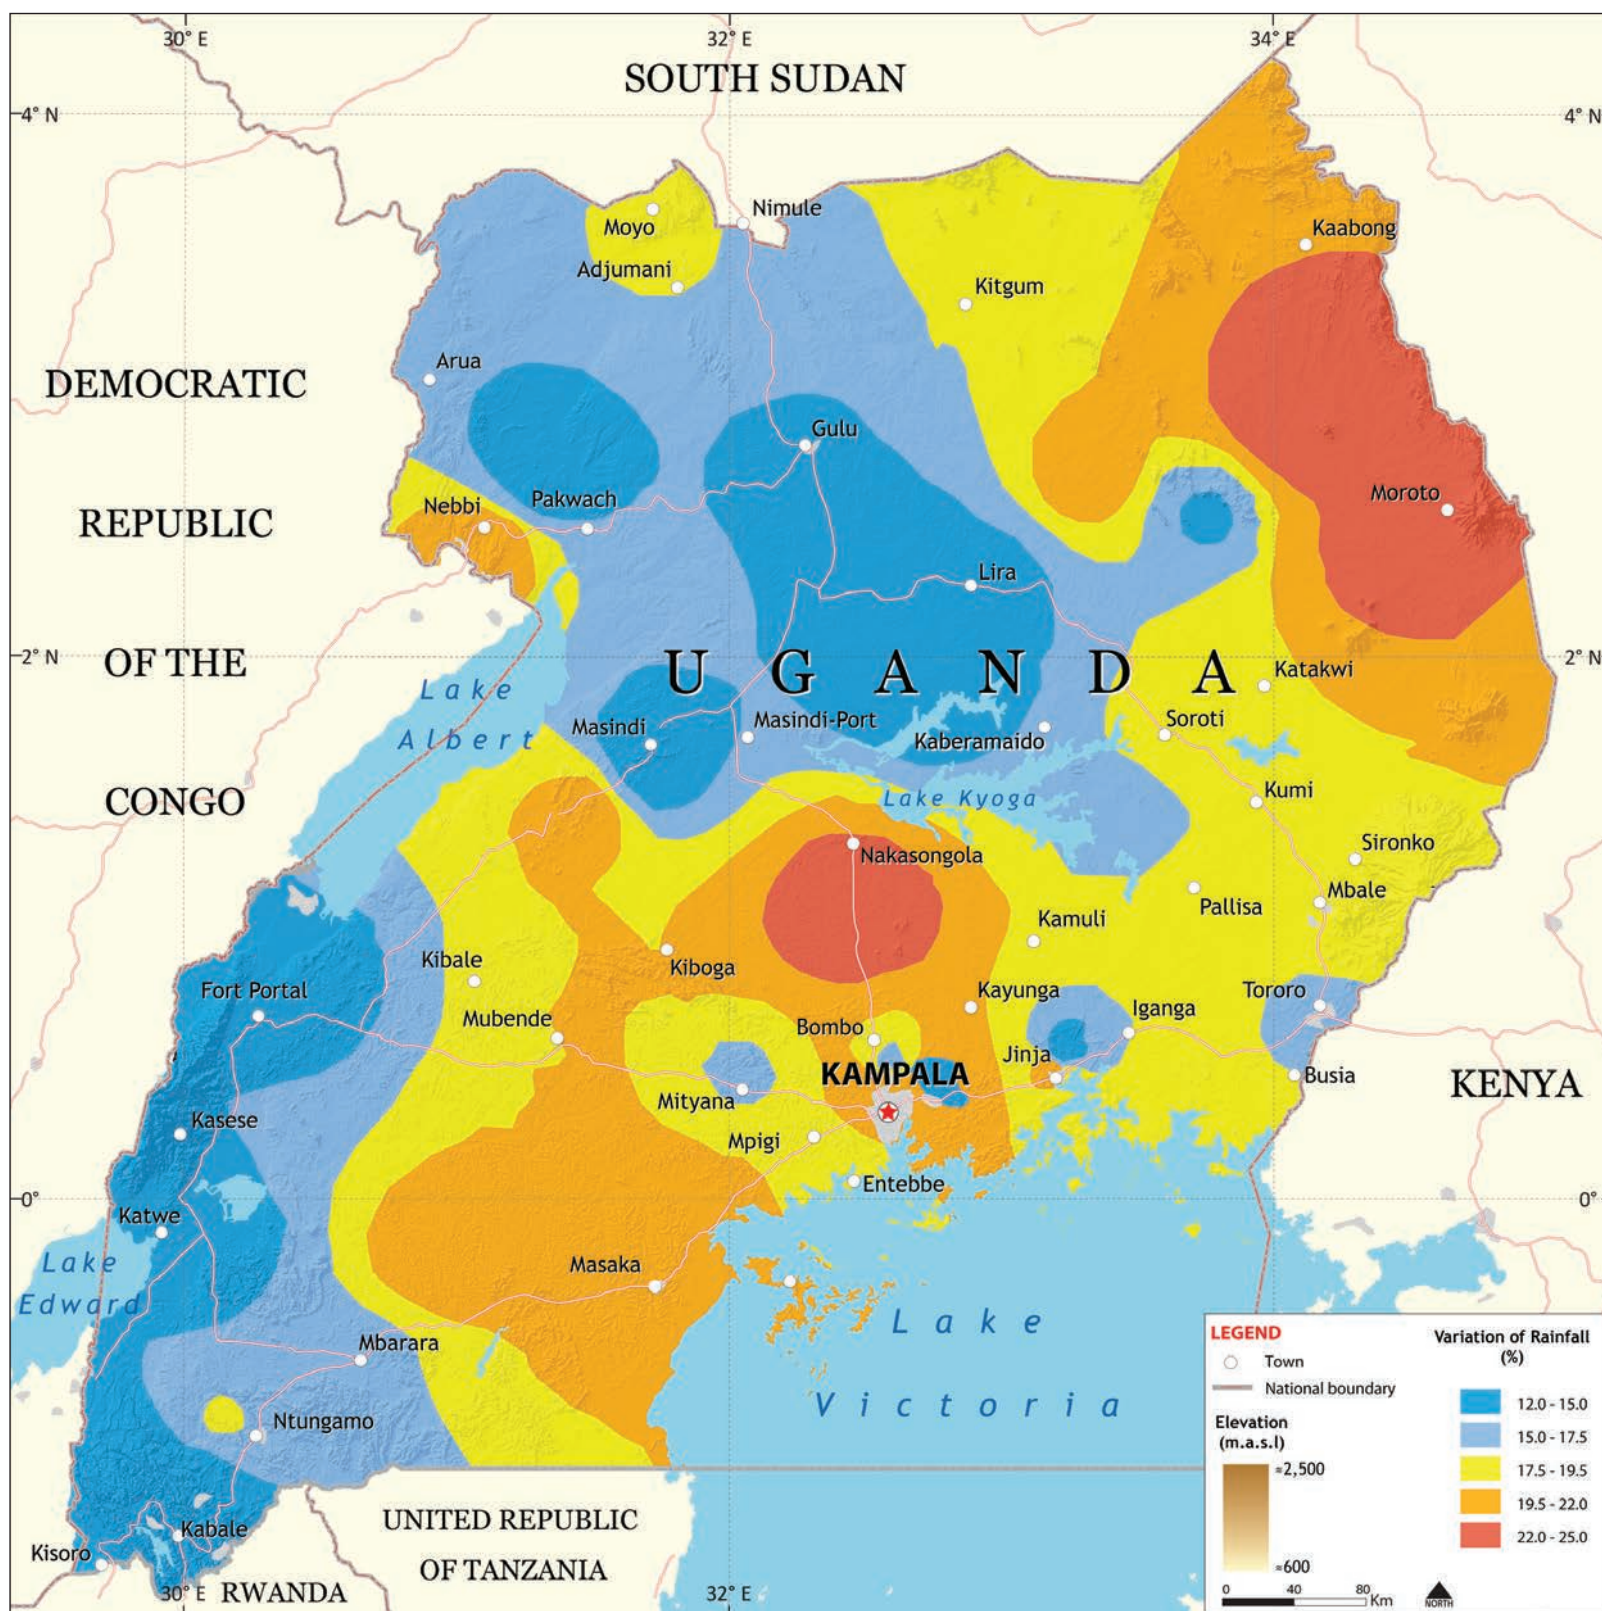 30° E
32° E
34° E
SOUTH SUDAN
4° N
4° N
Nimule
Moyo
Kaabong
Adjumani
Kitgum
Arua
DEMOCRATIC
Gulu
Moroto
Nebbi
Pakwach
REPUBLIC
Lira
OF THE
2° N
UGANDA
2° N
Katakwi
Lake
Albert
Masindi
Masindi-Port
Soroti
Kaberamaido
CONGO
Lake Kyoga
Kumi
Sironko
Nakasongola
Mbale
Pallisa
Kamuli
Kibale
Kiboga
Fort Portal
Tororo
Kayunga
Mubende
Bombo
Iganga
Jinja
KAMPALA
Busia
KENYA
Mityana
Kasese
Mpigi
Entebbe
0°
0°
Katwe
Lake
Edward
Masaka
Lake
Victoria
Mbarara
Ntungamo
Kabale
Kisoro
UNITED REPUBLIC
OF TANZANIA
RWANDA
30° E
32° E
LEGEND
Town
National boundary
Elevation
(m.a.s.l)
≈2,500
≈600
Variation of Rainfall
(%)
12.0 - 15.0
15.0 - 17.5
17.5 - 19.5
19.5 - 22.0
22.0 - 25.0
0 40 80 Km
NORTH